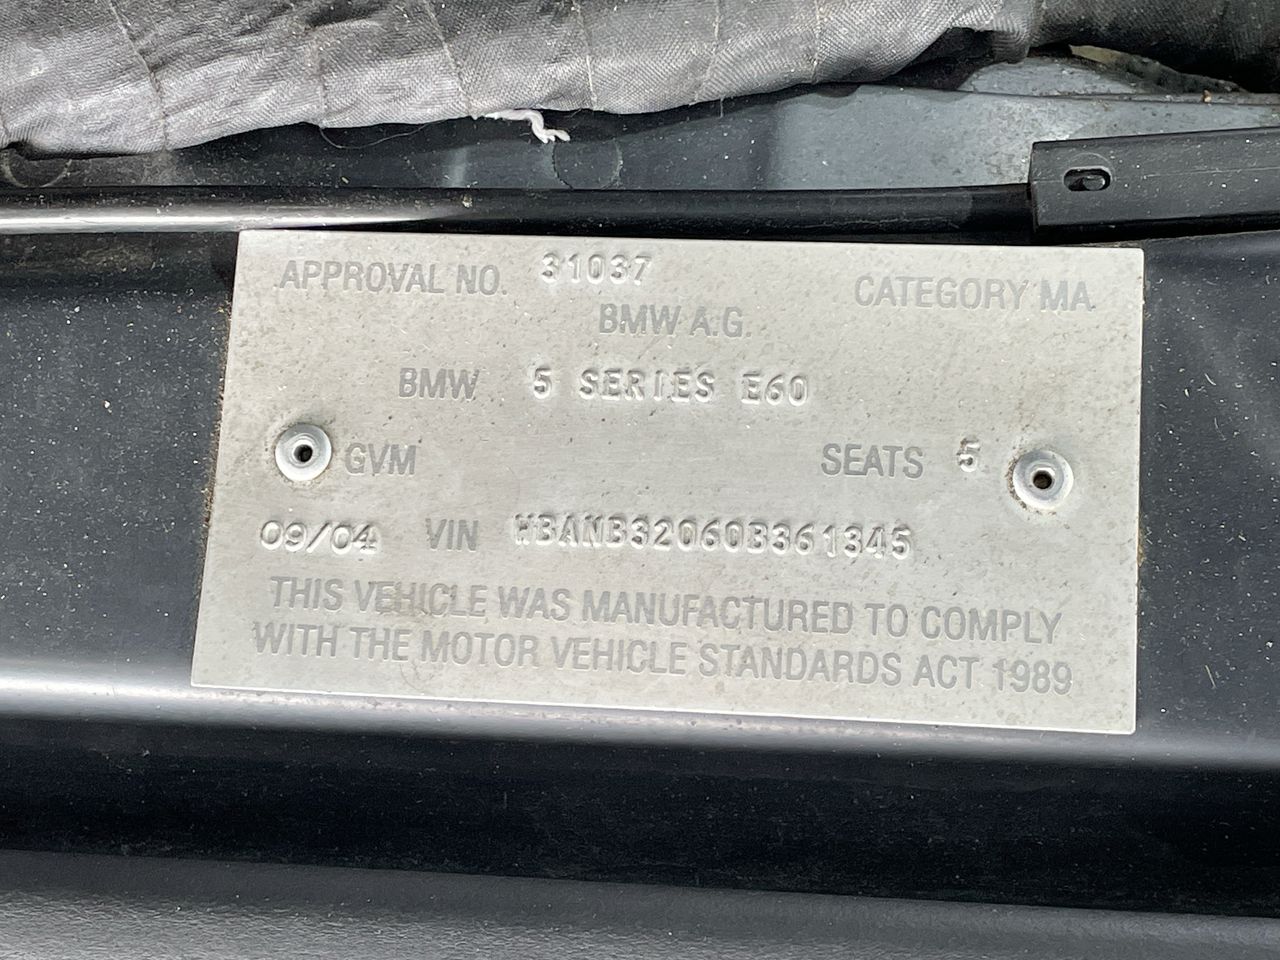 APPROVAL NO. 31037 CATEGORY MA.
BMW A.G.
BMW 5 SERIES E60
GVM SEATS 5
09/04 VIN WBANB32060B361345
THIS VEHICLE WAS MANUFACTURED TO COMPLY
WITH THE MOTOR VEHICLE STANDARDS ACT 1989